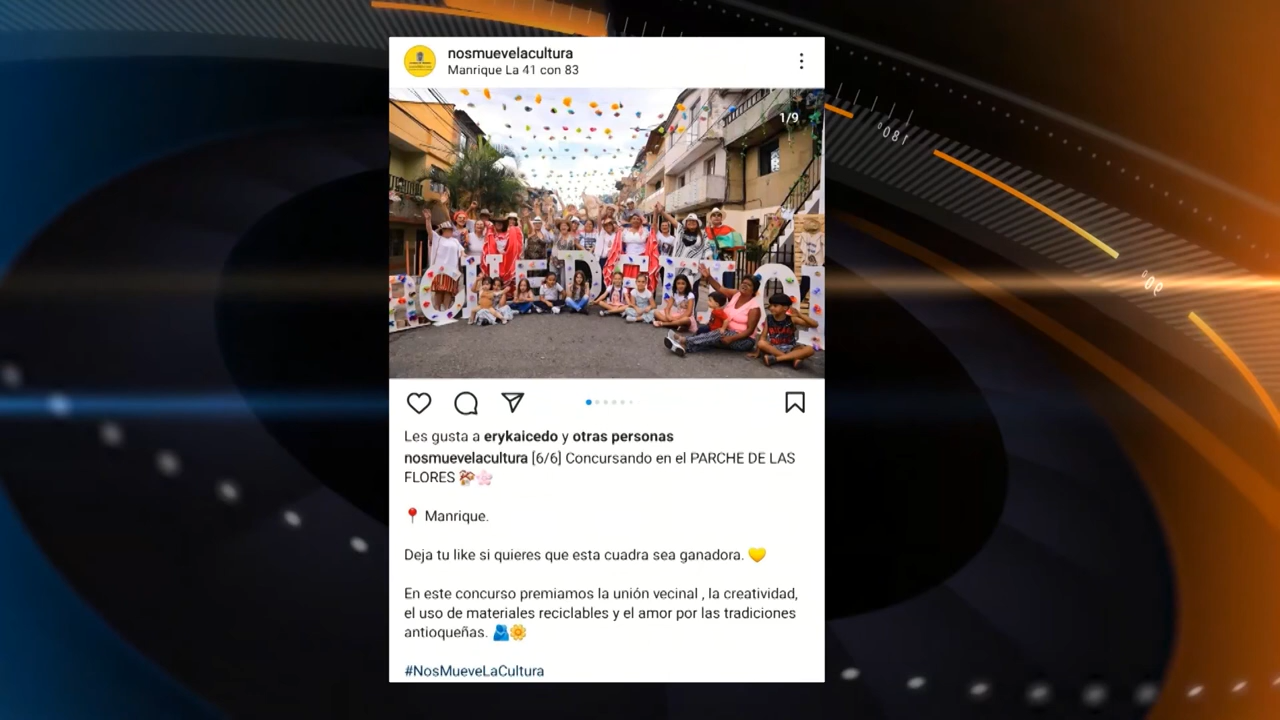 nosmuevelacultura
Manrique La 41 con 83
1/9
Les gusta a erykaicedo y otras personas
nosmuevelacultura [6/6] Concursando en el PARCHE DE LAS
FLORES 🏘️🌸
📍 Manrique.
Deja tu like si quieres que esta cuadra sea ganadora. 💛
En este concurso premiamos la unión vecinal , la creatividad,
el uso de materiales reciclables y el amor por las tradiciones
antioqueñas. 🫂🌼
#NosMueveLaCultura